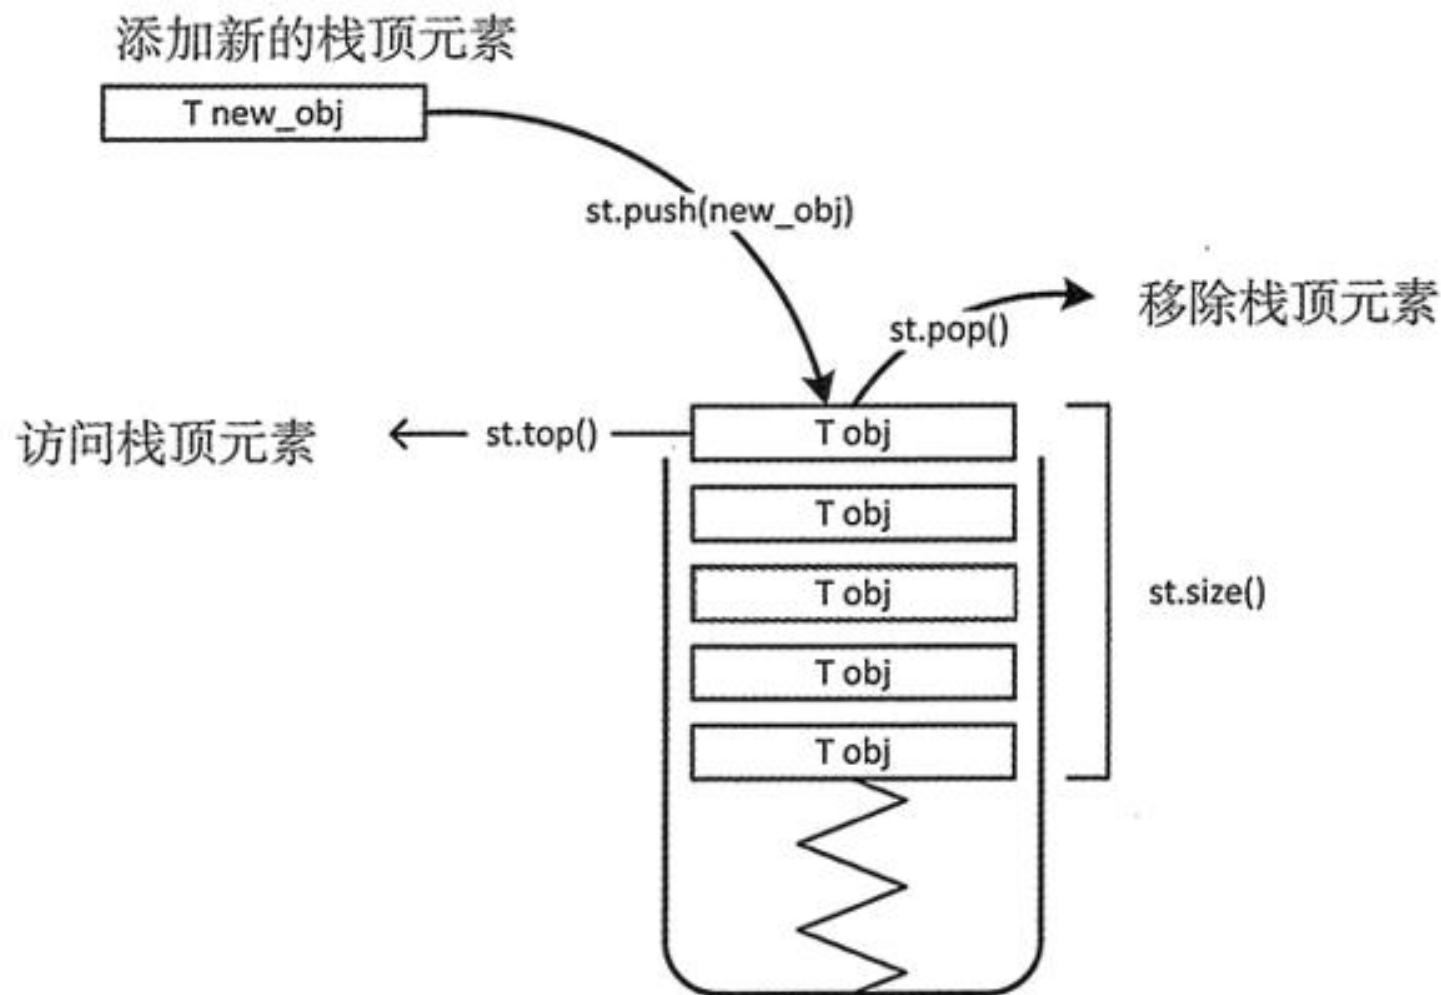 添加新的栈顶元素
T new_obj
st.push(new_obj)
st.pop()
移除栈顶元素
访问栈顶元素
st.top()
T obj
T obj
T obj
st.size()
T obj
T obj